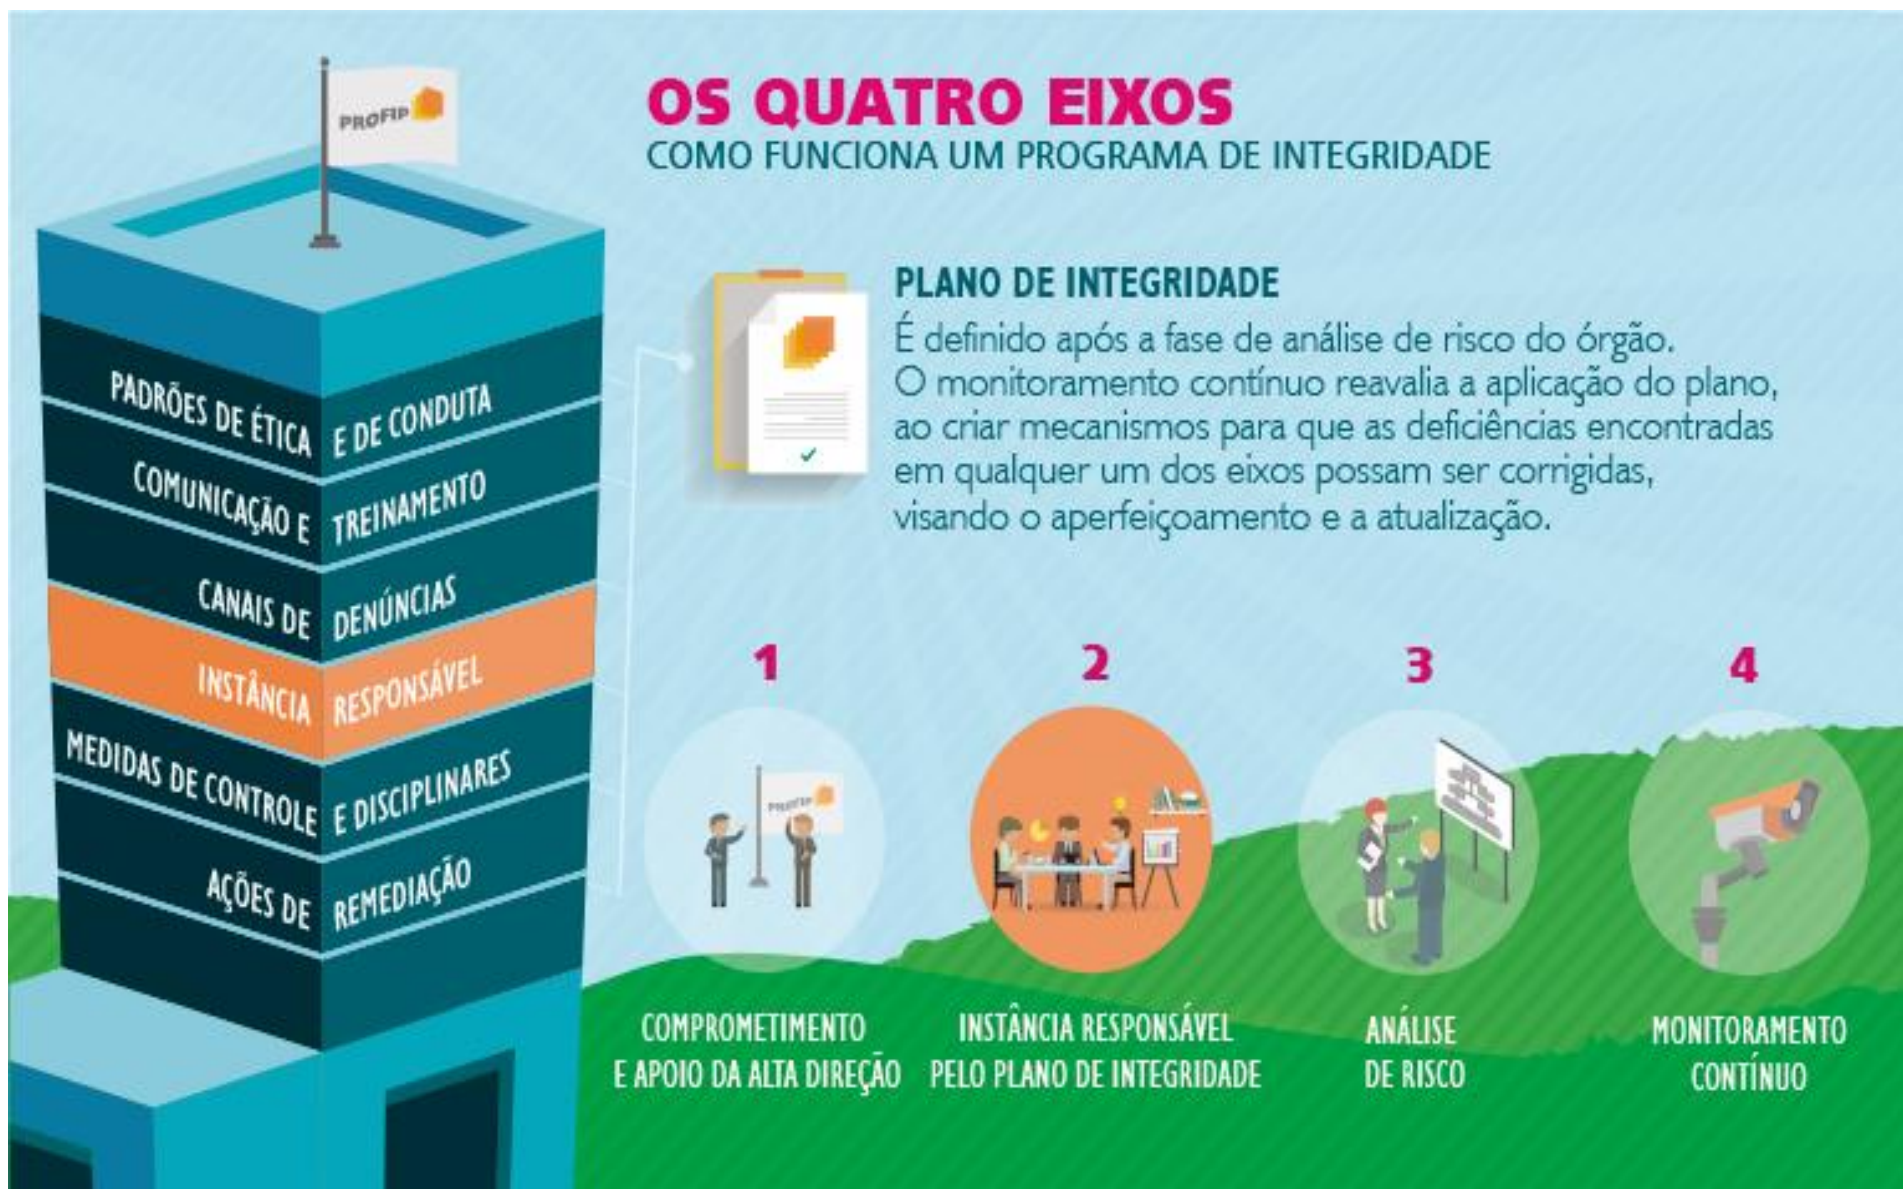 PROFIP
OS QUATRO EIXOS
COMO FUNCIONA UM PROGRAMA DE INTEGRIDADE
PLANO DE INTEGRIDADE
É definido após a fase de análise de risco do órgão.
O monitoramento contínuo reavalia a aplicação do plano,
ao criar mecanismos para que as deficiências encontradas
em qualquer um dos eixos possam ser corrigidas,
visando o aperfeiçoamento e a atualização.
PADRÕES DE ÉTICA E DE CONDUTA
COMUNICAÇÃO E TREINAMENTO
CANAIS DE DENÚNCIAS
INSTÂNCIA RESPONSÁVEL
MEDIDAS DE CONTROLE E DISCIPLINARES
AÇÕES DE REMEDIAÇÃO
1
2
3
4
PROFIP
COMPROMETIMENTO
E APOIO DA ALTA DIREÇÃO
INSTÂNCIA RESPONSÁVEL
PELO PLANO DE INTEGRIDADE
ANÁLISE
DE RISCO
MONITORAMENTO
CONTÍNUO